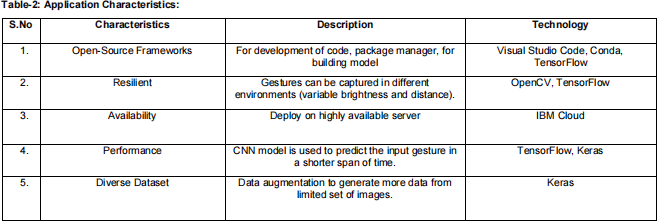 Table-2: Application Characteristics:
S.No Characteristics Description Technology
1. Open-Source Frameworks For development of code, package manager, for Visual Studio Code, Conda,
building model TensorFlow
2. Resilient Gestures can be captured in different OpenCV, TensorFlow
environments (variable brightness and distance).
3. Availability Deploy on highly available server IBM Cloud
4. Performance CNN model is used to predict the input gesture in TensorFlow, Keras
a shorter span of time.
5. Diverse Dataset Data augmentation to generate more data from Keras
limited set of images.